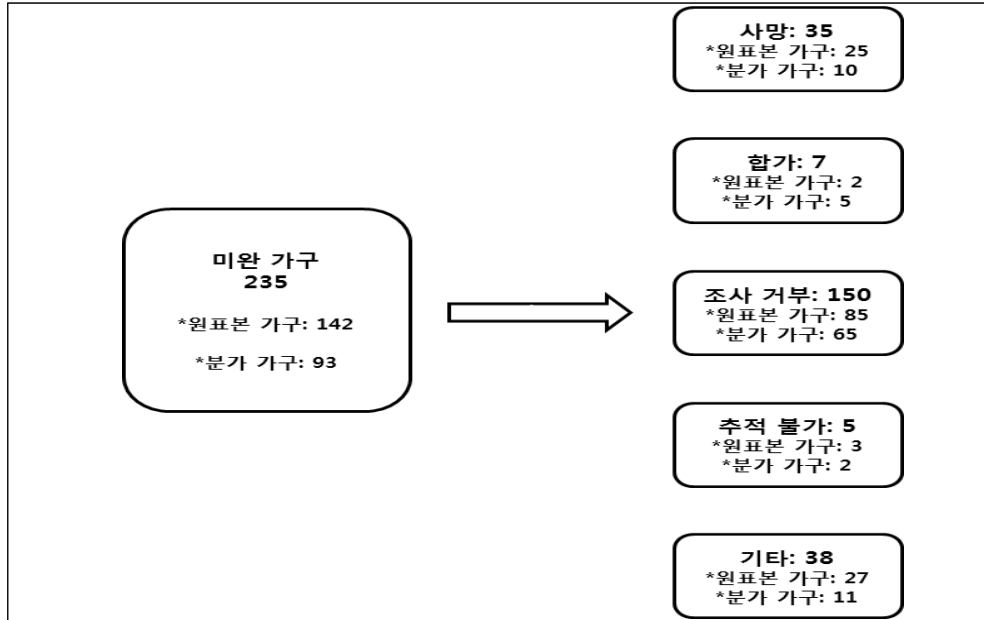 미완 가구
235
*원표본 가구: 142
*분가 가구: 93
사망: 35
*원표본 가구: 25
*분가 가구: 10
합가: 7
*원표본 가구: 2
*분가 가구: 5
조사 거부: 150
*원표본 가구: 85
*분가 가구: 65
추적 불가: 5
*원표본 가구: 3
*분가 가구: 2
기타: 38
*원표본 가구: 27
*분가 가구: 11